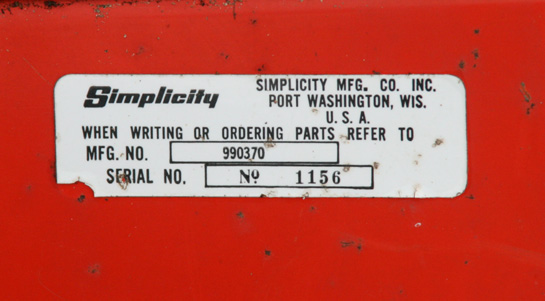 Simplicity
SIMPLICITY MFG. CO. INC.
PORT WASHINGTON, WIS.
U. S. A.
WHEN WRITING OR ORDERING PARTS REFER TO
MFG. NO. 990370
SERIAL NO. Nº 1156